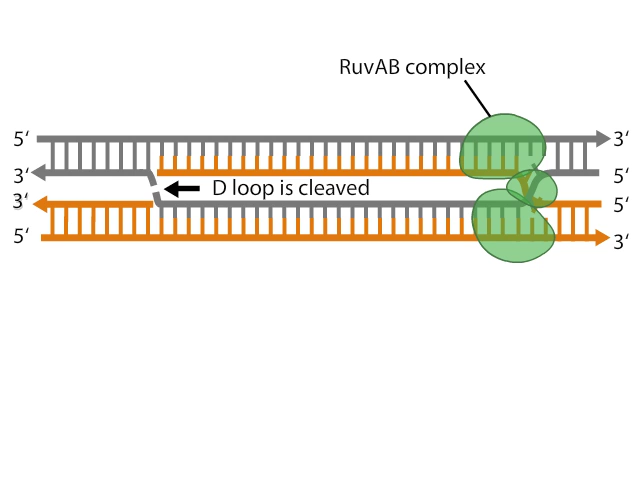 RuvAB complex
5‘ 3‘
3‘ 5‘
D loop is cleaved
3‘ 5‘
5‘ 3‘